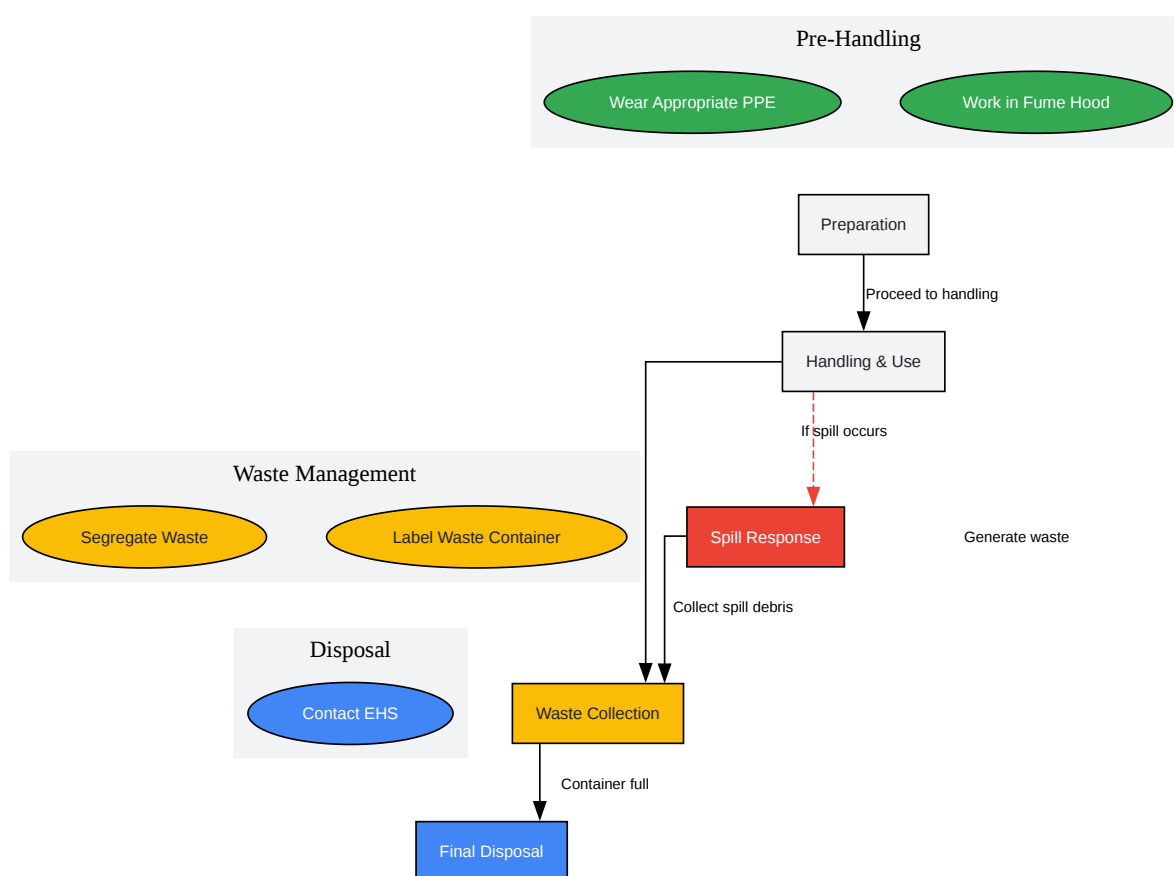 Pre-Handling
Wear Appropriate PPE
Work in Fume Hood
Preparation
Proceed to handling
Handling & Use
If spill occurs
Waste Management
Segregate Waste
Label Waste Container
Spill Response
Generate waste
Collect spill debris
Disposal
Contact EHS
Waste Collection
Container full
Final Disposal